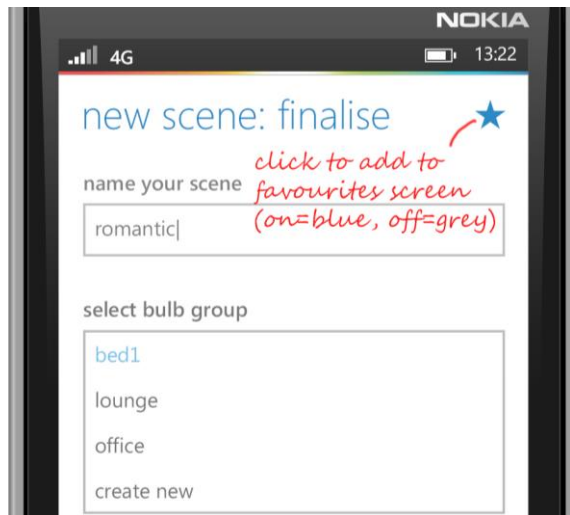 NOKIA
4G 13:22
new scene: finalise
click to add to
name your scene
favourites screen
(on=blue, off=grey)
romantic
select bulb group
bed1
lounge
office
create new